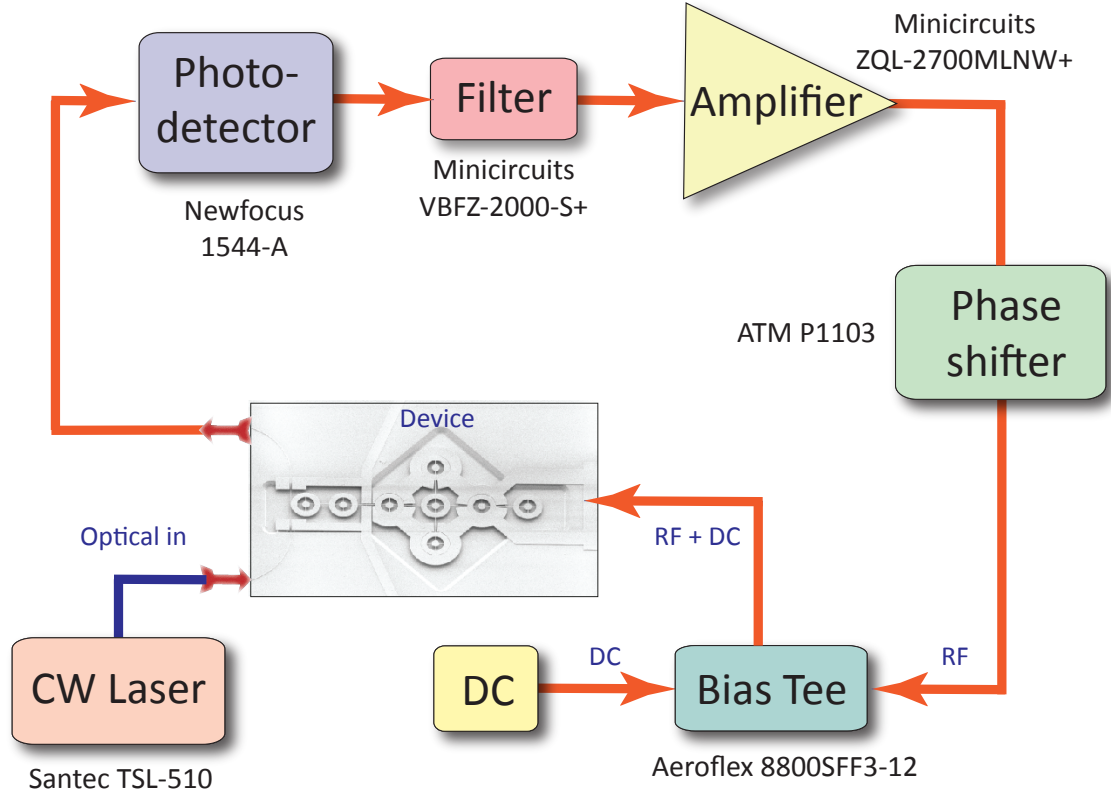 Photo-
detector
Newfocus
1544-A
Filter
Minicircuits
VBFZ-2000-S+
Amplifier
Minicircuits
ZQL-2700MLNW+
Phase
shifter
ATM P1103
Device
Optical in
RF + DC
CW Laser
Santec TSL-510
DC
DC
Bias Tee
RF
Aeroflex 8800SFF3-12